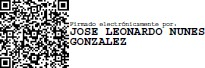 Firmado electrónicamente por:
JOSE LEONARDO NUNES
GONZALEZ